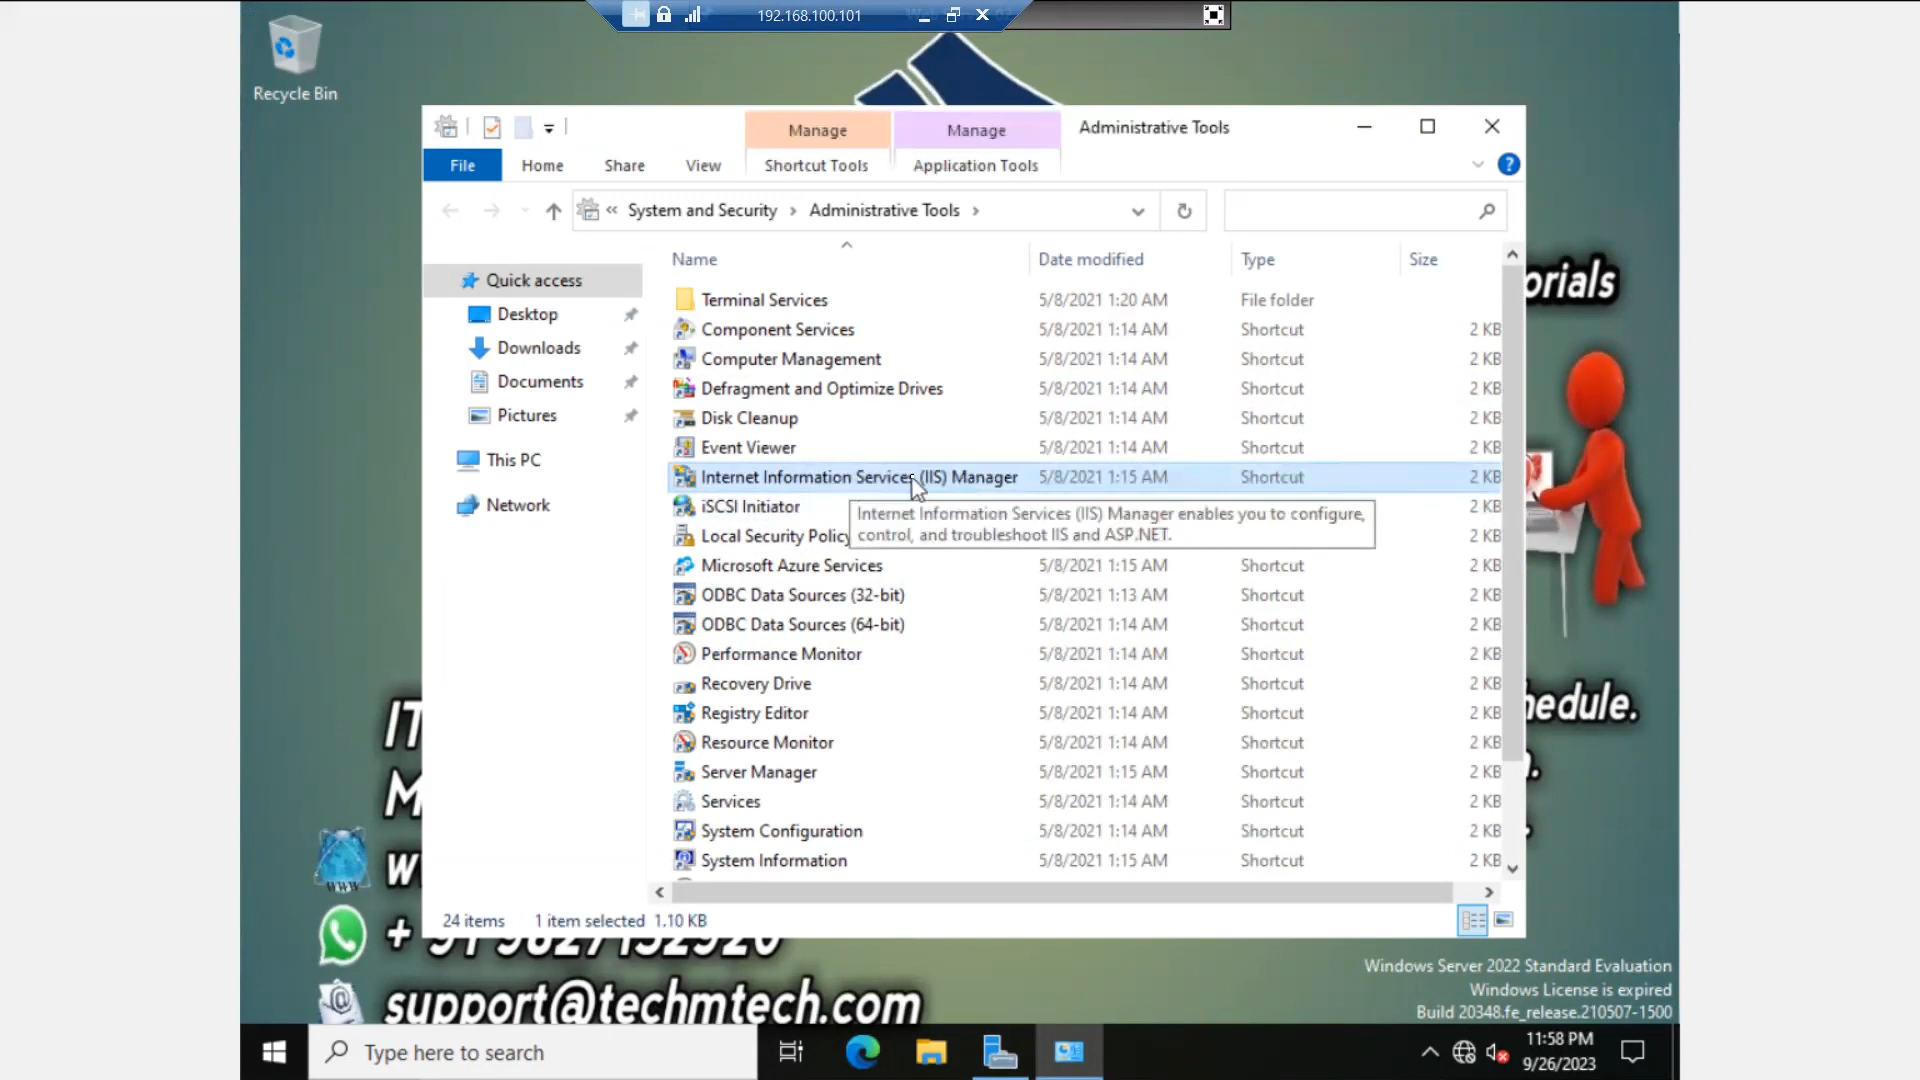 192.168.100.101
Recycle Bin
Manage
Manage
Administrative Tools
File
Home
Share
View
Shortcut Tools
Application Tools
?
« System and Security > Administrative Tools >
Name
Date modified
Type
Size
Quick access
Desktop
Downloads
Documents
Pictures
This PC
Network
Terminal Services 5/8/2021 1:20 AM File folder
Component Services 5/8/2021 1:14 AM Shortcut 2 KB
Computer Management 5/8/2021 1:14 AM Shortcut 2 KB
Defragment and Optimize Drives 5/8/2021 1:14 AM Shortcut 2 KB
Disk Cleanup 5/8/2021 1:14 AM Shortcut 2 KB
Event Viewer 5/8/2021 1:14 AM Shortcut 2 KB
Internet Information Services (IIS) Manager 5/8/2021 1:15 AM Shortcut 2 KB
iSCSI Initiator 2 KB
Internet Information Services (IIS) Manager enables you to configure,
control, and troubleshoot IIS and ASP.NET.
Local Security Policy 2 KB
Microsoft Azure Services 5/8/2021 1:15 AM Shortcut 2 KB
ODBC Data Sources (32-bit) 5/8/2021 1:13 AM Shortcut 2 KB
ODBC Data Sources (64-bit) 5/8/2021 1:14 AM Shortcut 2 KB
Performance Monitor 5/8/2021 1:14 AM Shortcut 2 KB
Recovery Drive 5/8/2021 1:14 AM Shortcut 2 KB
Registry Editor 5/8/2021 1:14 AM Shortcut 2 KB
Resource Monitor 5/8/2021 1:14 AM Shortcut 2 KB
Server Manager 5/8/2021 1:15 AM Shortcut 2 KB
Services 5/8/2021 1:14 AM Shortcut 2 KB
System Configuration 5/8/2021 1:14 AM Shortcut 2 KB
System Information 5/8/2021 1:15 AM Shortcut 2 KB
24 items 1 item selected 1.10 KB
orials
hedule.
IT
M
www
support@techmtech.com
Windows Server 2022 Standard Evaluation
Windows License is expired
Build 20348.fe_release.210507-1500
Type here to search
11:58 PM
9/26/2023